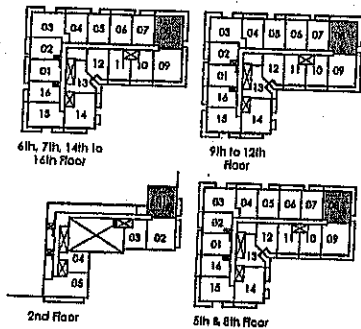 03 04 05 06 07
02 12 11 10 09
01 13
16
15 14
6th, 7th, 14th to
16th Floor
03 04 05 06 07
02 12 11 10 09
01 13
16
15 14
9th to 12th
Floor
03 02
04
05
2nd Floor
03 04 05 06 07
02 12 11 10 09
01 13
16
15 14
5th & 8th Floor